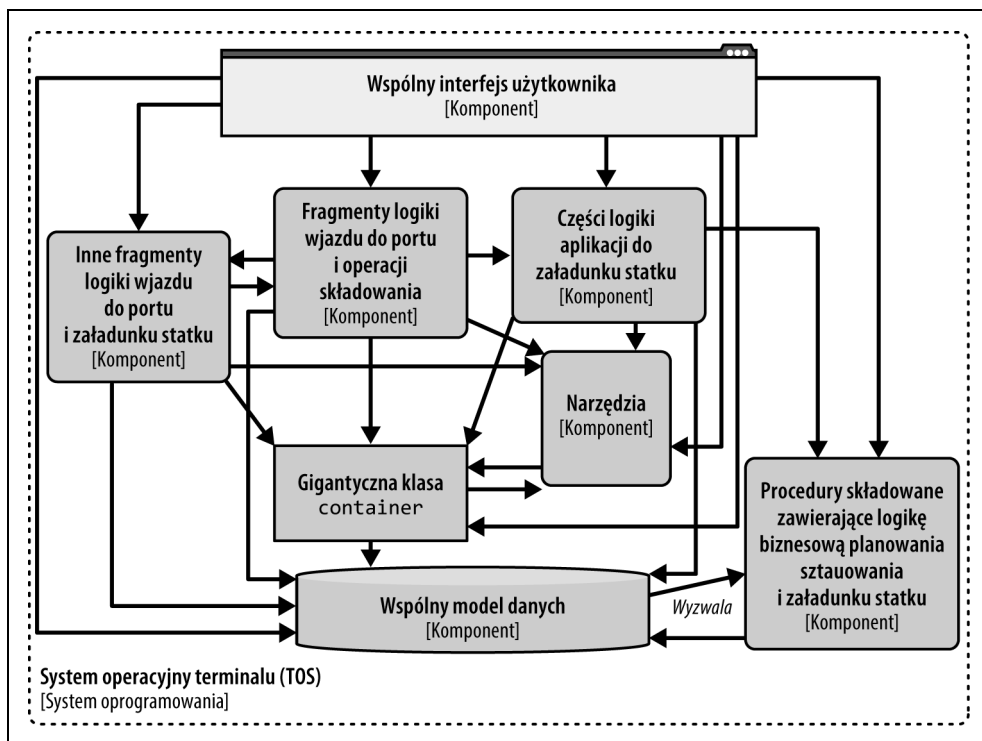 Wspólny interfejs użytkownika
[Komponent]
Fragmenty logiki
wjazdu do portu
i operacji
składowania
[Komponent]
Części logiki
aplikacji do
załadunku statku
[Komponent]
Inne fragmenty
logiki wjazdu
do portu
i załadunku statku
[Komponent]
Narzędzia
[Komponent]
Gigantyczna klasa
container
Procedury składowane
zawierające logikę
biznesową planowania
sztauowania
i załadunku statku
[Komponent]
Wspólny model danych
[Komponent]
Wyzwala
System operacyjny terminalu (TOS)
[System oprogramowania]